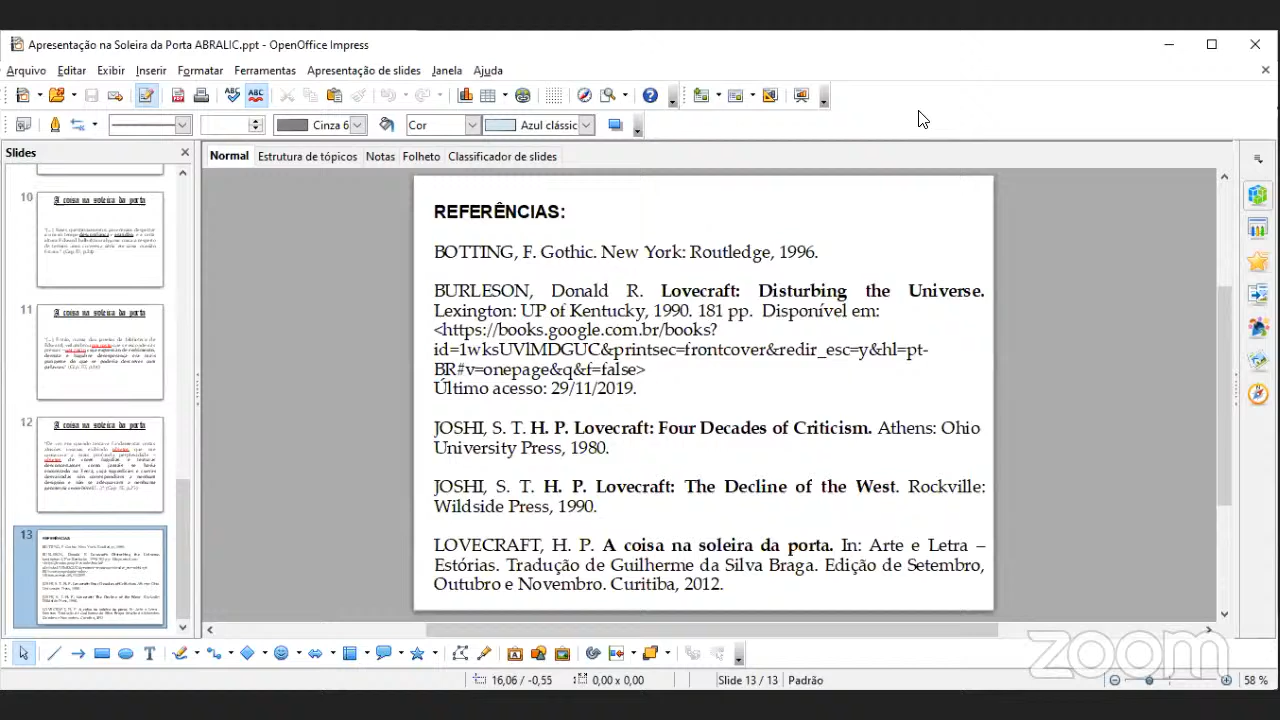 Apresentação na Soleira da Porta ABRALIC.ppt - OpenOffice Impress
Arquivo Editar Exibir Inserir Formatar Ferramentas Apresentação de slides Janela Ajuda
Cinza 6 Cor Azul clássic
Slides
Normal Estrutura de tópicos Notas Folheto Classificador de slides
10
A coisa na soleira da porta
11
A coisa na soleira da porta
12
A coisa na soleira da porta
13
REFERÊNCIAS:
BOTTING, F. Gothic. New York: Routledge, 1996.
BURLESON, Donald R. Lovecraft: Disturbing the Universe.
Lexington: UP of Kentucky, 1990. 181 pp. Disponível em:
<https://books.google.com.br/books?
id=1wksUVlMDGUC&printsec=frontcover&redir_esc=y&hl=pt-
BR#v=onepage&q&f=false>
Último acesso: 29/11/2019.
JOSHI, S. T. H. P. Lovecraft: Four Decades of Criticism. Athens: Ohio
University Press, 1980.
JOSHI, S. T. H. P. Lovecraft: The Decline of the West. Rockville:
Wildside Press, 1990.
LOVECRAFT, H. P. A coisa na soleira da porta. In: Arte e Letra –
Estórias. Tradução de Guilherme da Silva Braga. Edição de Setembro,
Outubro e Novembro. Curitiba, 2012.
zoom
16,06 / -0,55 0,00 x 0,00 Slide 13 / 13 Padrão 58 %